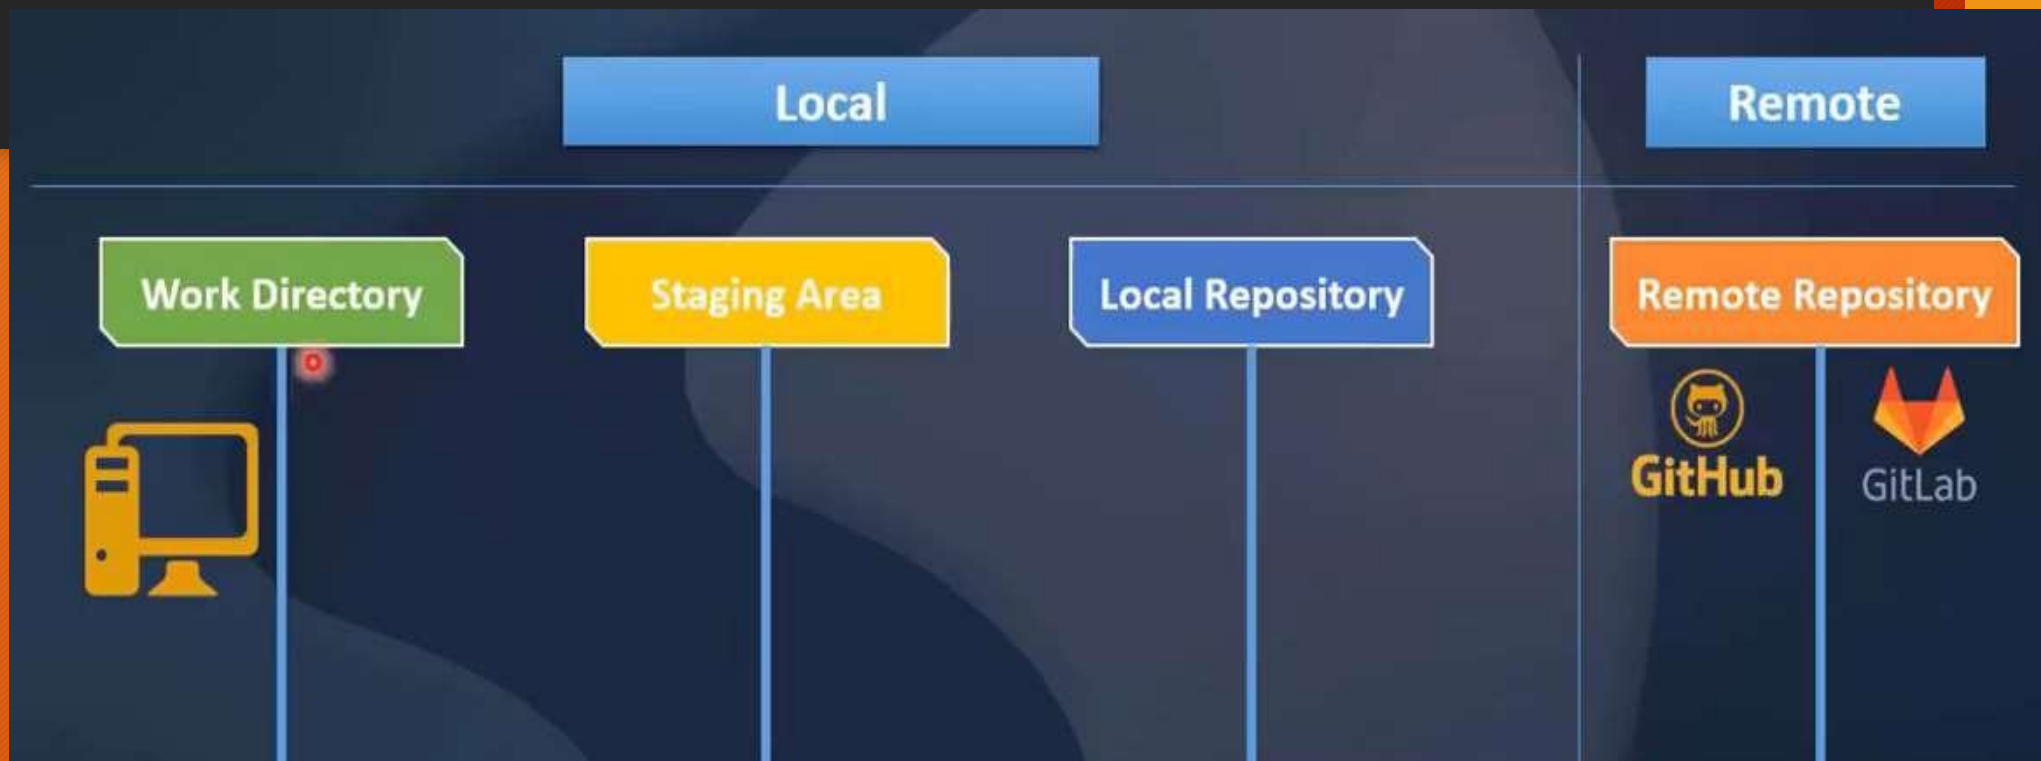 Local
Remote
Work Directory
Staging Area
Local Repository
Remote Repository
GitHub
GitLab